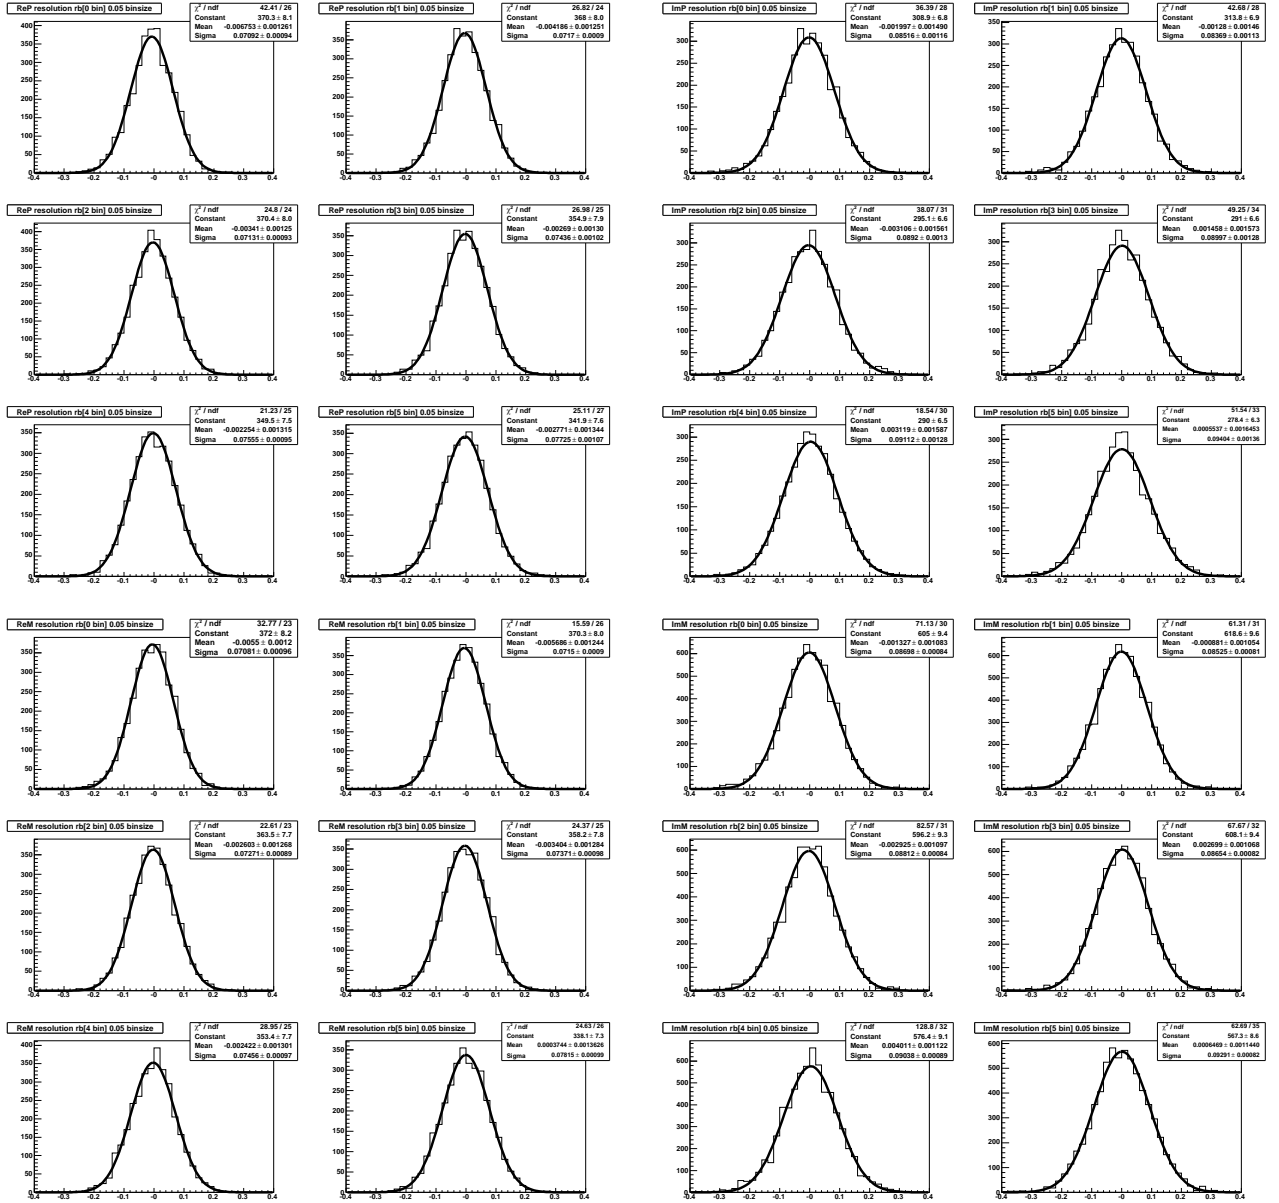 ReP resolution rb[0 bin] 0.05 binsize
χ² / ndf 42.41 / 26
Constant 370.3 ± 8.1
Mean -0.006753 ± 0.001261
Sigma 0.07092 ± 0.00094
ReP resolution rb[1 bin] 0.05 binsize
χ² / ndf 26.82 / 24
Constant 368 ± 8.0
Mean -0.004186 ± 0.001251
Sigma 0.0717 ± 0.0009
ImP resolution rb[0 bin] 0.05 binsize
χ² / ndf 36.39 / 28
Constant 308.9 ± 6.8
Mean -0.001997 ± 0.001490
Sigma 0.08516 ± 0.00116
ImP resolution rb[1 bin] 0.05 binsize
χ² / ndf 42.68 / 28
Constant 313.8 ± 6.9
Mean -0.00128 ± 0.00146
Sigma 0.08369 ± 0.00113
ReP resolution rb[2 bin] 0.05 binsize
χ² / ndf 24.8 / 24
Constant 370.4 ± 8.0
Mean -0.00341 ± 0.00125
Sigma 0.07131 ± 0.00093
ReP resolution rb[3 bin] 0.05 binsize
χ² / ndf 26.98 / 25
Constant 354.9 ± 7.9
Mean -0.00269 ± 0.00130
Sigma 0.07436 ± 0.00102
ImP resolution rb[2 bin] 0.05 binsize
χ² / ndf 38.07 / 31
Constant 295.1 ± 6.6
Mean -0.003106 ± 0.001561
Sigma 0.0892 ± 0.0013
ImP resolution rb[3 bin] 0.05 binsize
χ² / ndf 49.25 / 34
Constant 291 ± 6.6
Mean 0.001458 ± 0.001573
Sigma 0.08997 ± 0.00128
ReP resolution rb[4 bin] 0.05 binsize
χ² / ndf 21.23 / 25
Constant 349.5 ± 7.5
Mean -0.002254 ± 0.001315
Sigma 0.07555 ± 0.00095
ReP resolution rb[5 bin] 0.05 binsize
χ² / ndf 25.11 / 27
Constant 341.9 ± 7.6
Mean -0.002771 ± 0.001344
Sigma 0.07725 ± 0.00107
ImP resolution rb[4 bin] 0.05 binsize
χ² / ndf 18.54 / 30
Constant 290 ± 6.5
Mean 0.003119 ± 0.001587
Sigma 0.09112 ± 0.00128
ImP resolution rb[5 bin] 0.05 binsize
χ² / ndf 51.54 / 33
Constant 278.4 ± 6.3
Mean 0.0005537 ± 0.0016453
Sigma 0.09404 ± 0.00136
ReM resolution rb[0 bin] 0.05 binsize
χ² / ndf 32.77 / 23
Constant 372 ± 8.2
Mean -0.0055 ± 0.0012
Sigma 0.07081 ± 0.00096
ReM resolution rb[1 bin] 0.05 binsize
χ² / ndf 15.59 / 26
Constant 370.3 ± 8.0
Mean -0.005686 ± 0.001244
Sigma 0.0715 ± 0.0009
ImM resolution rb[0 bin] 0.05 binsize
χ² / ndf 71.13 / 30
Constant 605 ± 9.4
Mean -0.001327 ± 0.001083
Sigma 0.08698 ± 0.00084
ImM resolution rb[1 bin] 0.05 binsize
χ² / ndf 61.31 / 31
Constant 618.6 ± 9.6
Mean -0.000881 ± 0.001054
Sigma 0.08525 ± 0.00081
ReM resolution rb[2 bin] 0.05 binsize
χ² / ndf 22.61 / 23
Constant 363.5 ± 7.7
Mean -0.002603 ± 0.001268
Sigma 0.07271 ± 0.00089
ReM resolution rb[3 bin] 0.05 binsize
χ² / ndf 24.37 / 25
Constant 358.2 ± 7.8
Mean -0.003404 ± 0.001284
Sigma 0.07371 ± 0.00098
ImM resolution rb[2 bin] 0.05 binsize
χ² / ndf 82.57 / 31
Constant 596.2 ± 9.3
Mean -0.002925 ± 0.001097
Sigma 0.08812 ± 0.00084
ImM resolution rb[3 bin] 0.05 binsize
χ² / ndf 67.67 / 32
Constant 608.1 ± 9.4
Mean 0.002699 ± 0.001068
Sigma 0.08654 ± 0.00082
ReM resolution rb[4 bin] 0.05 binsize
χ² / ndf 28.95 / 25
Constant 353.4 ± 7.7
Mean -0.002422 ± 0.001301
Sigma 0.07456 ± 0.00097
ReM resolution rb[5 bin] 0.05 binsize
χ² / ndf 24.63 / 26
Constant 338.1 ± 7.3
Mean 0.0003744 ± 0.0013626
Sigma 0.07815 ± 0.00099
ImM resolution rb[4 bin] 0.05 binsize
χ² / ndf 128.8 / 32
Constant 576.4 ± 9.1
Mean 0.004011 ± 0.001122
Sigma 0.09038 ± 0.00089
ImM resolution rb[5 bin] 0.05 binsize
χ² / ndf 62.69 / 35
Constant 567.3 ± 8.6
Mean 0.0006469 ± 0.0011440
Sigma 0.09291 ± 0.00082